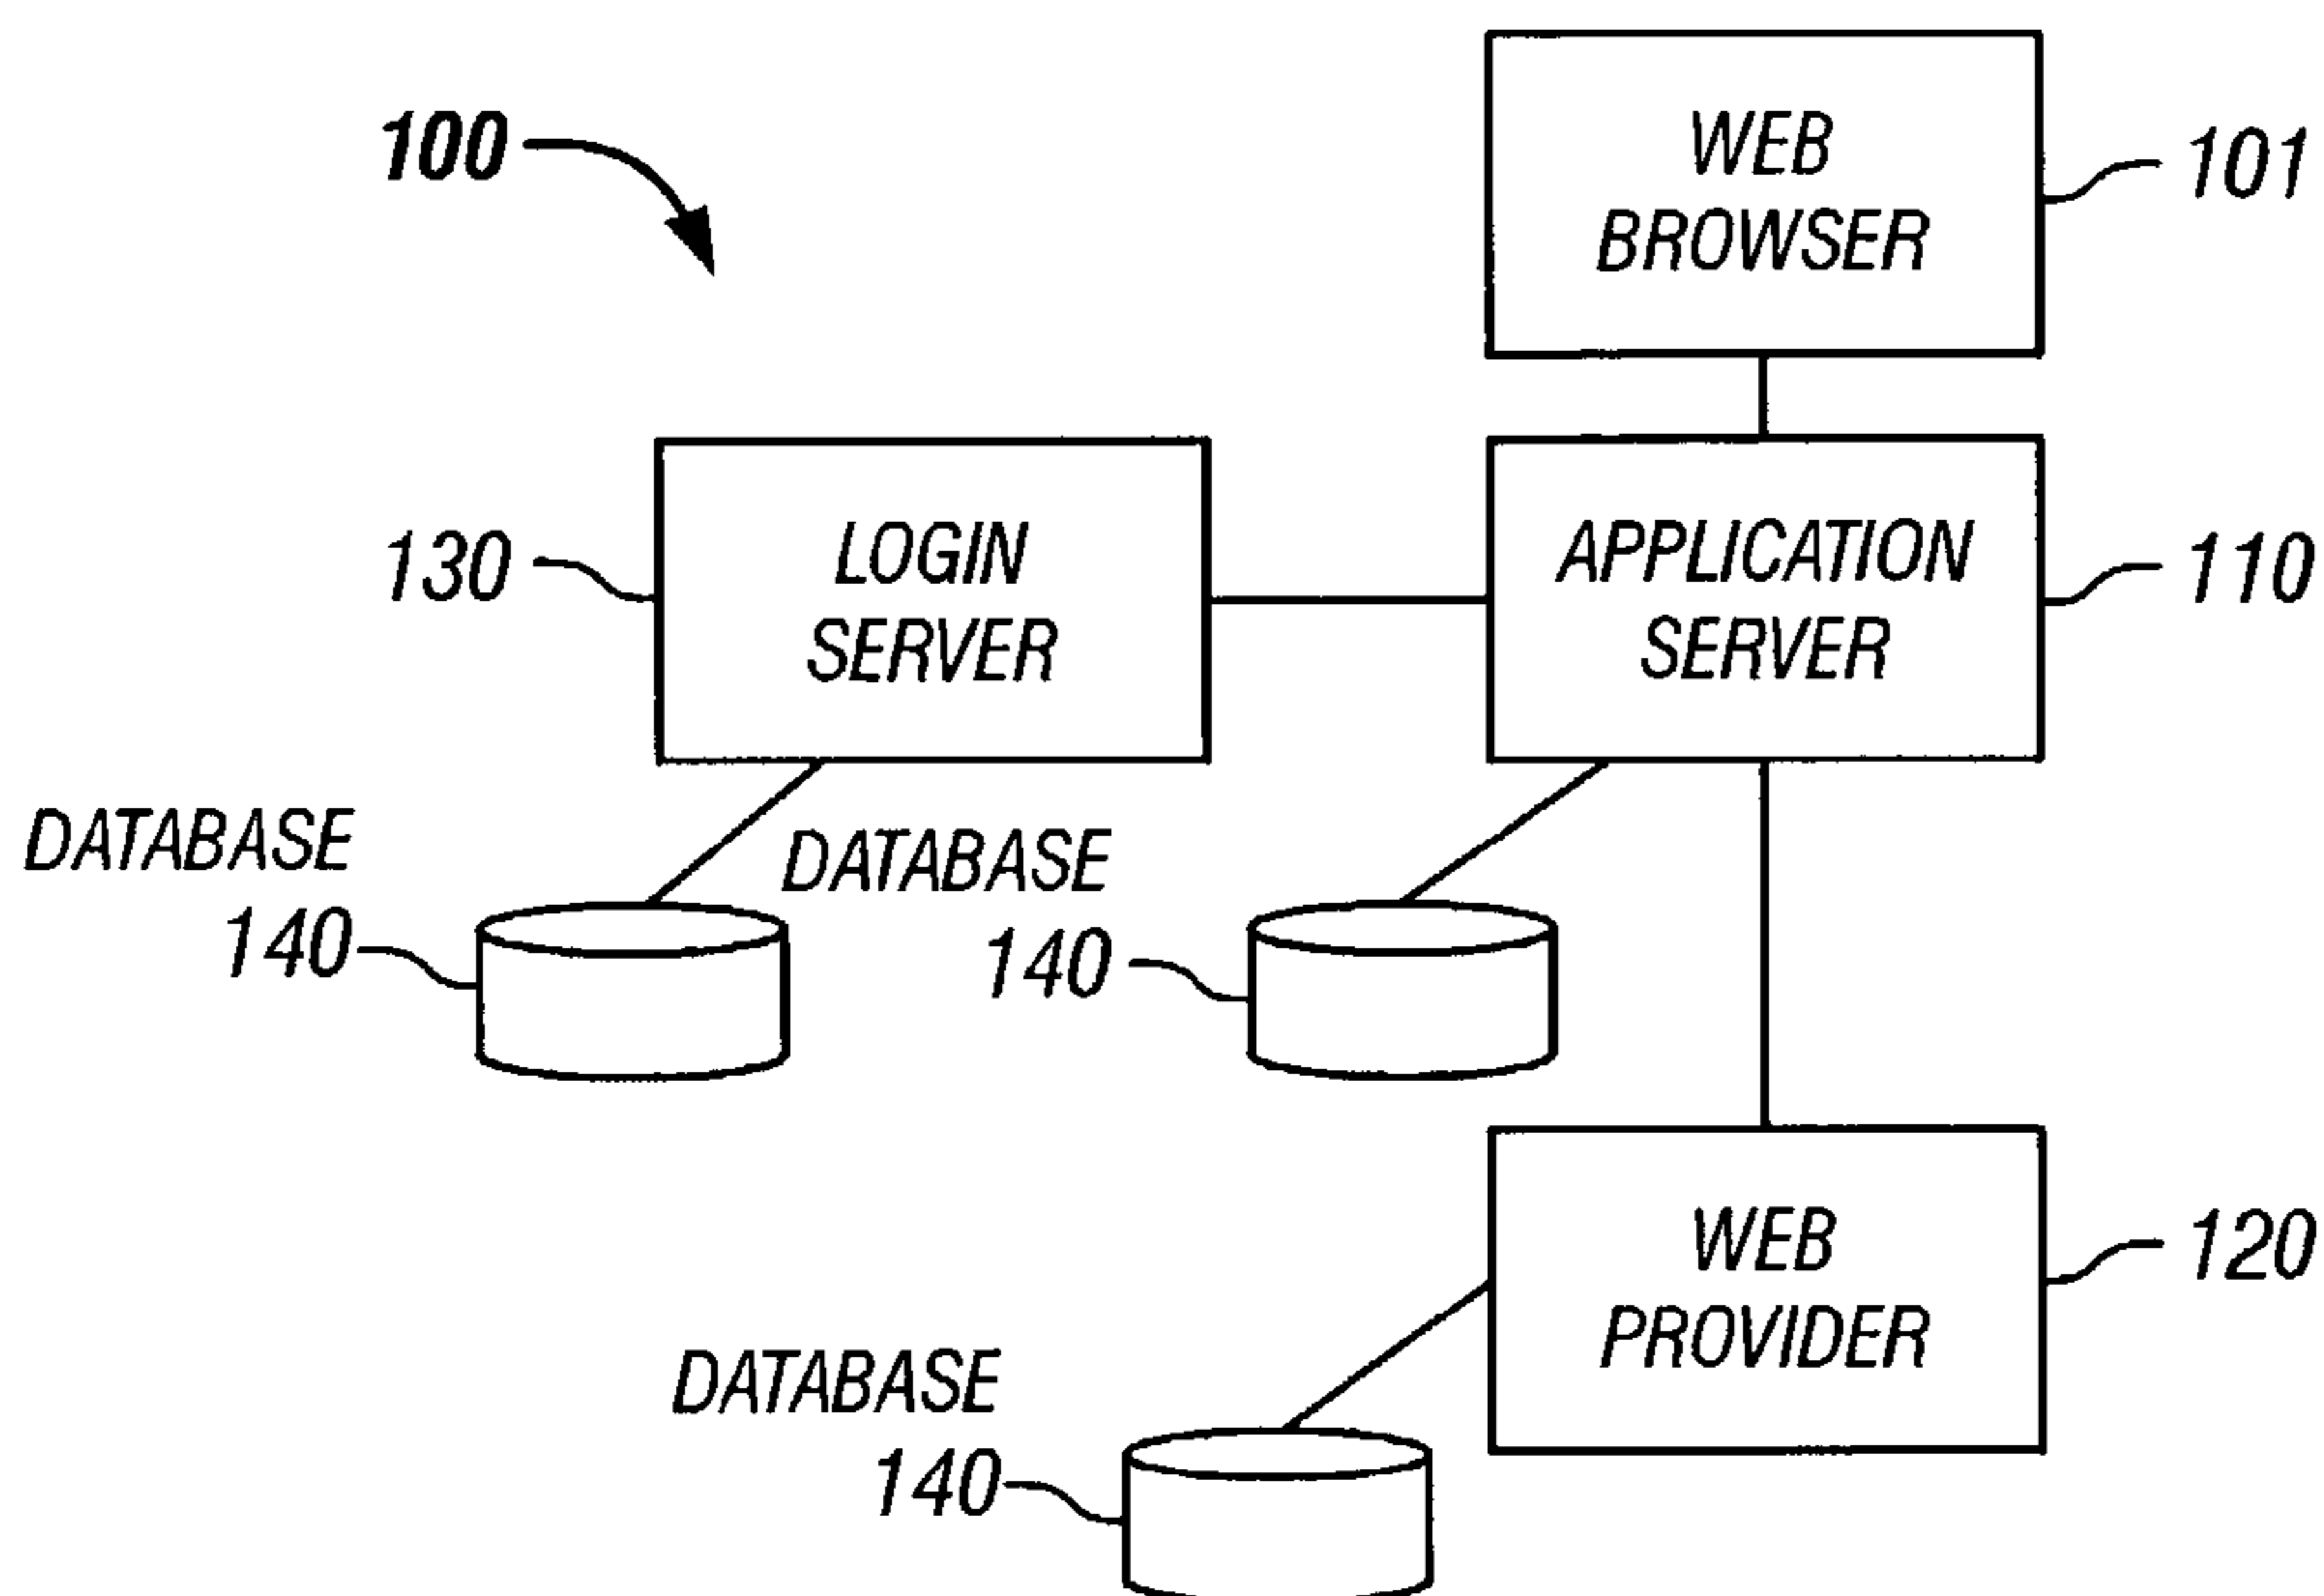 100
WEB
BROWSER
101
130
LOGIN
SERVER
APPLICATION
SERVER
110
DATABASE
140
DATABASE
140
WEB
PROVIDER
120
DATABASE
140